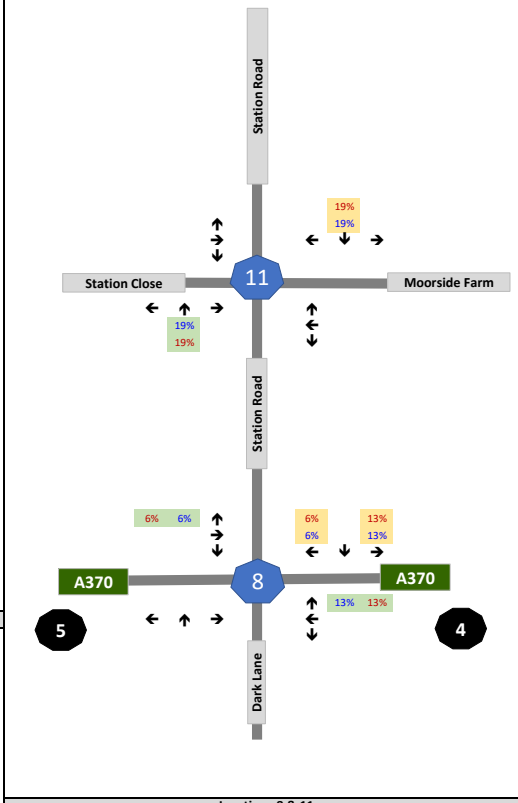 Station Road
19%
19%
11
Station Close
Moorside Farm
19%
19%
Station Road
6% 6%
6% 13%
6% 13%
A370
8
A370
13% 13%
5
4
Dark Lane